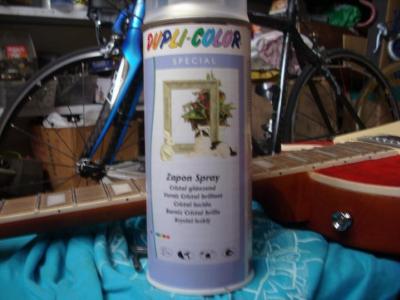 DUPLI-COLOR
SPECIAL
Zapon Spray
Cristal glänzend
Vernis Cristal brillant
Cristal lucido
Barniz Cristal brillo